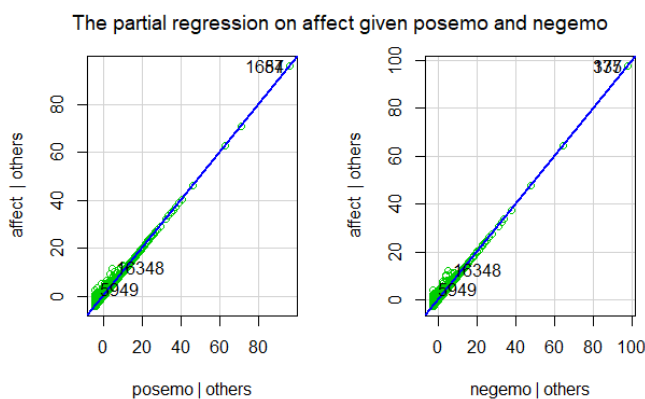 The partial regression on affect given posemo and negemo
affect | others
0 20 40 60 80
16348
5949
0 20 40 60 80
posemo | others
affect | others
0 20 40 60 80 100
16348
5949
0 20 40 60 80 100
negemo | others